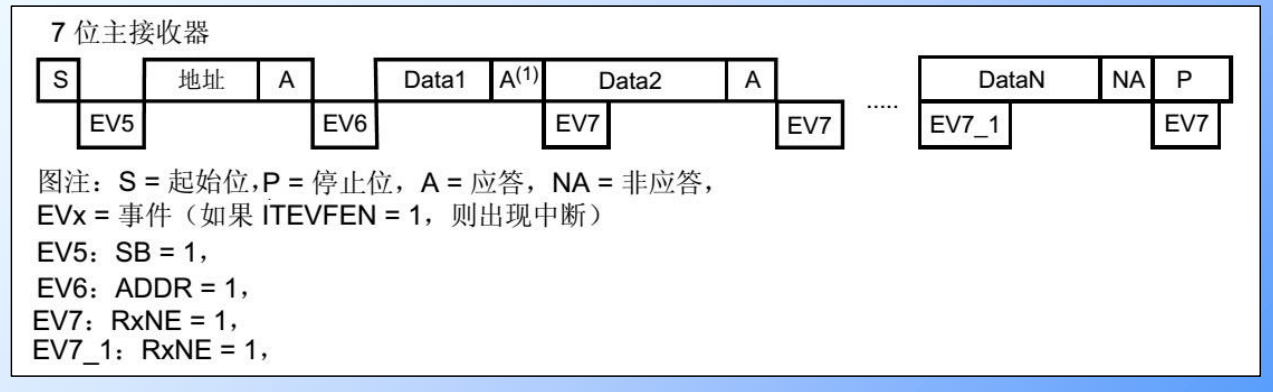 7 位主接收器
S 地址 A Data1 A(1) Data2 A ..... DataN NA P
EV5 EV6 EV7 EV7 EV7_1 EV7
图注：S = 起始位,P = 停止位，A = 应答，NA = 非应答，
EVx = 事件（如果 ITEVFEN = 1，则出现中断）
EV5：SB = 1，
EV6：ADDR = 1，
EV7：RxNE = 1，
EV7_1：RxNE = 1，